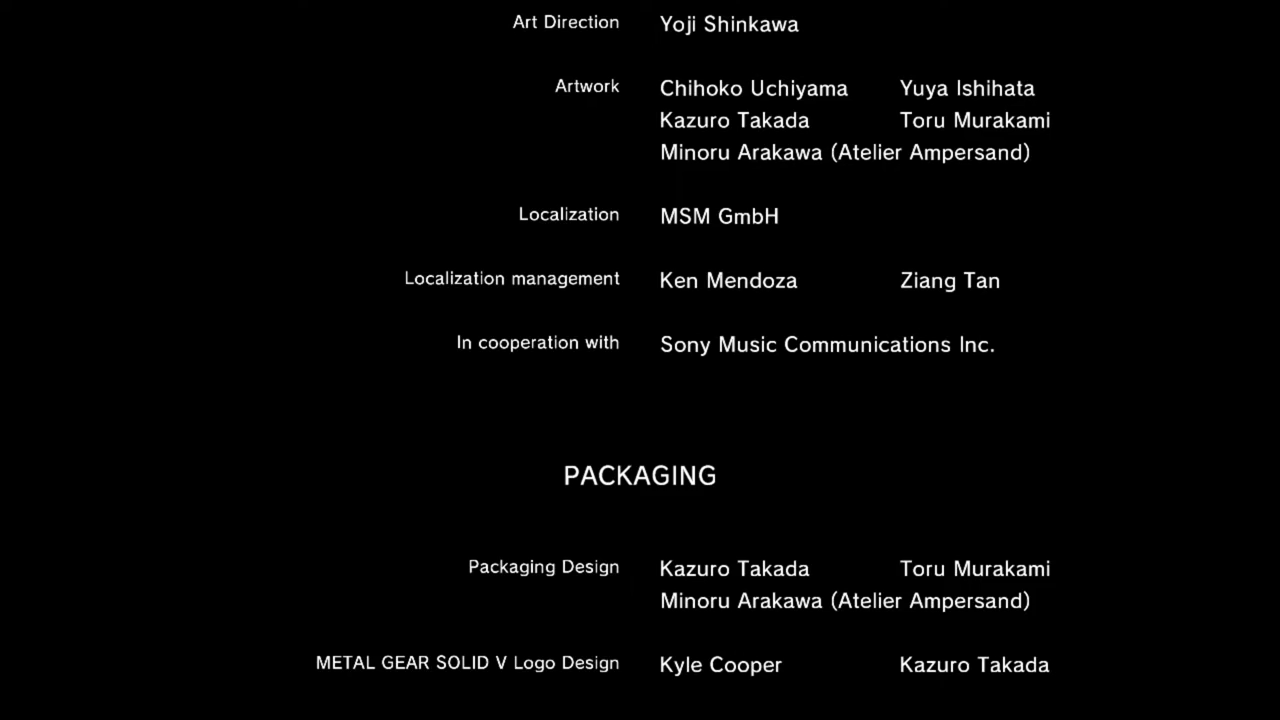 Art Direction Yoji Shinkawa
Artwork Chihoko Uchiyama Yuya Ishihata
Kazuro Takada Toru Murakami
Minoru Arakawa (Atelier Ampersand)
Localization MSM GmbH
Localization management Ken Mendoza Ziang Tan
In cooperation with Sony Music Communications Inc.
PACKAGING
Packaging Design Kazuro Takada Toru Murakami
Minoru Arakawa (Atelier Ampersand)
METAL GEAR SOLID V Logo Design Kyle Cooper Kazuro Takada